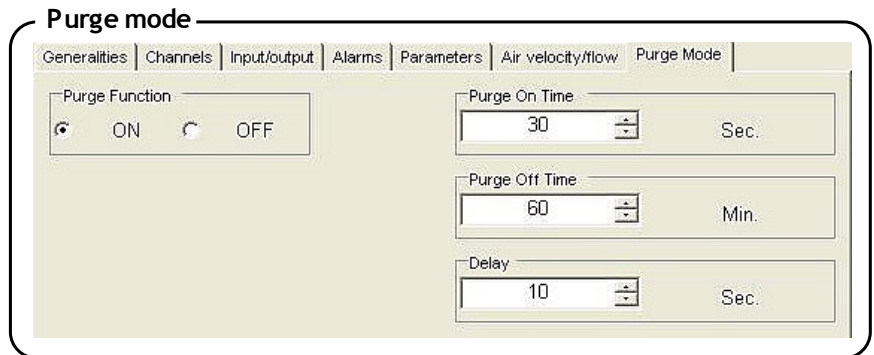 Purge mode
Generalities Channels Input/output Alarms Parameters Air velocity/flow Purge Mode
Purge Function
ON OFF
Purge On Time
30 Sec.
Purge Off Time
60 Min.
Delay
10 Sec.